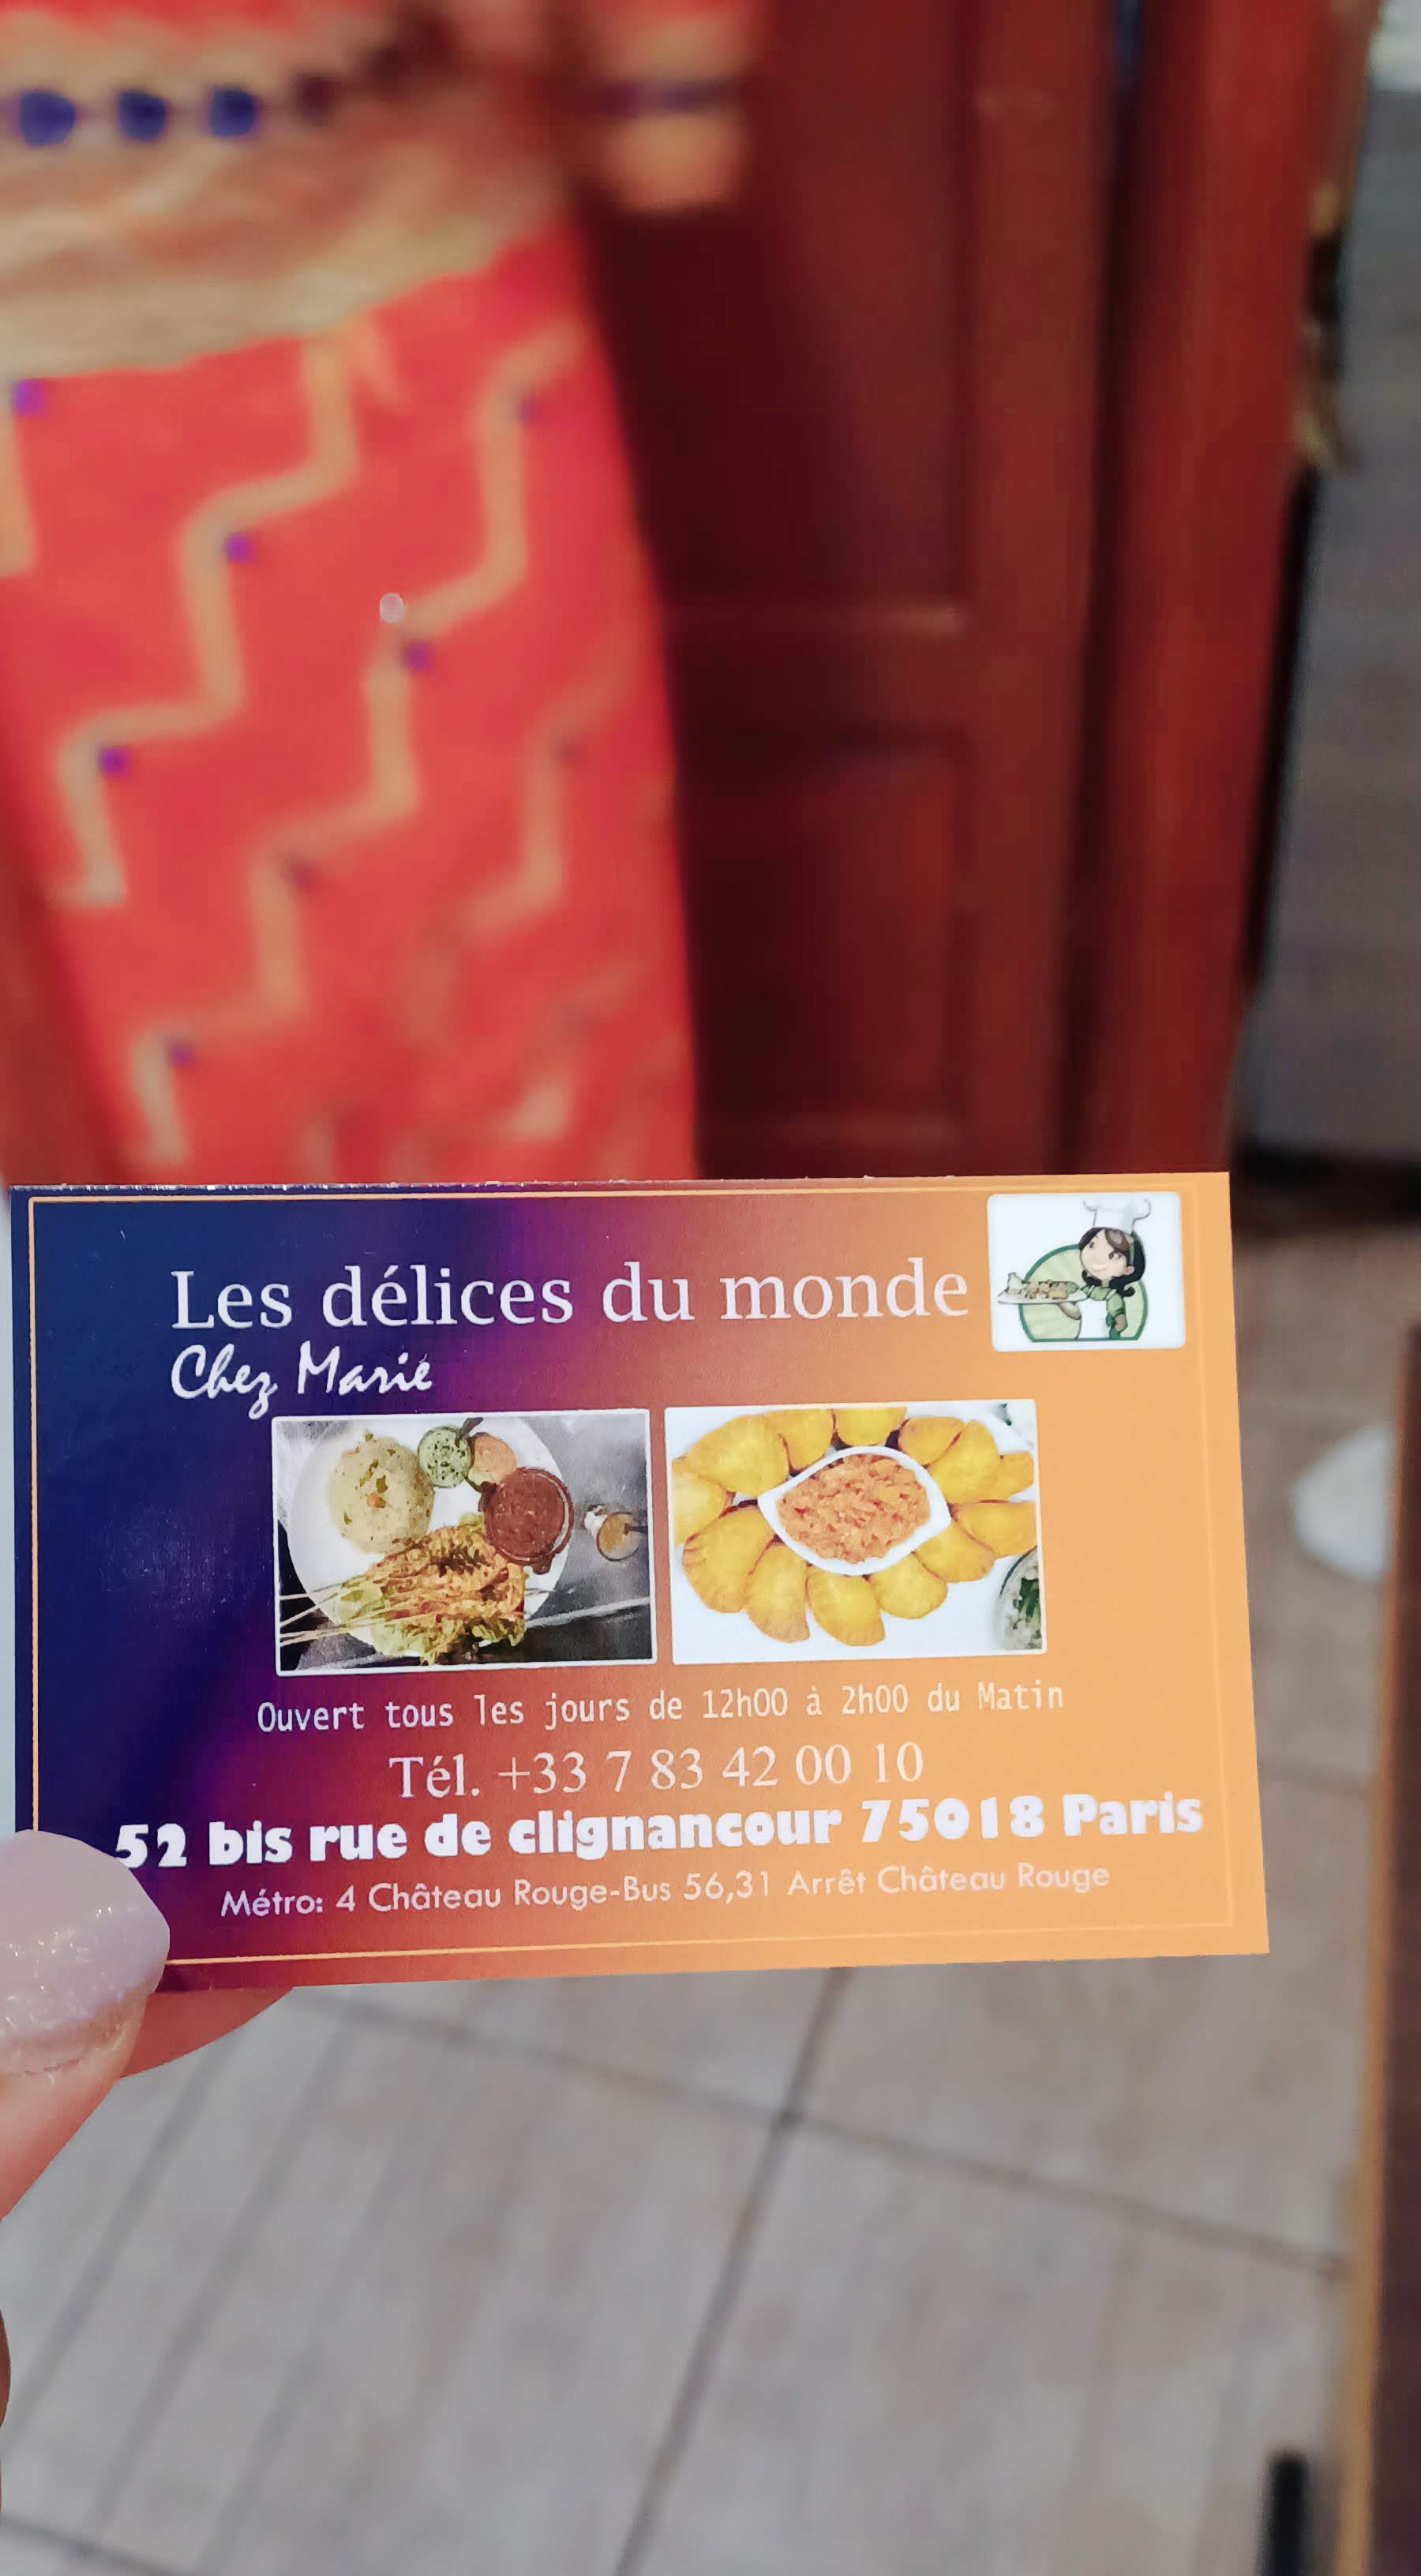 Les délices du monde
Chez Marie
Ouvert tous les jours de 12h00 à 2h00 du Matin
Tél. +33 7 83 42 00 10
52 bis rue de clignancour 75018 Paris
Métro: 4 Château Rouge-Bus 56,31 Arrêt Château Rouge